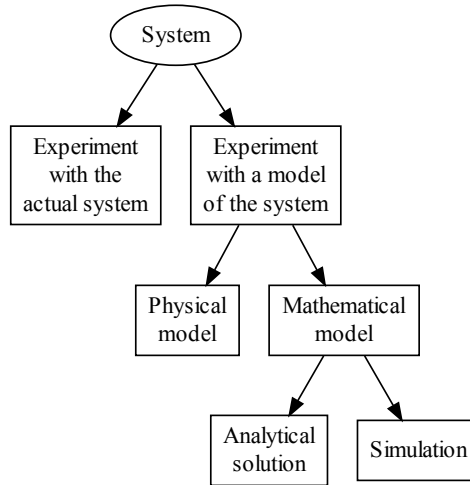 System
Experiment
with the
actual system
Experiment
with a model
of the system
Physical
model
Mathematical
model
Analytical
solution
Simulation